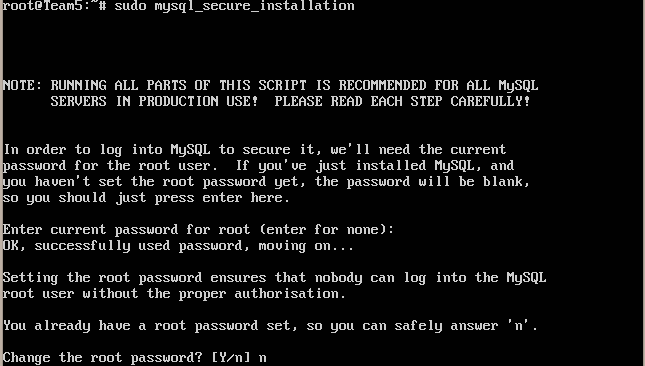 root@Team5:~# sudo mysql_secure_installation
NOTE: RUNNING ALL PARTS OF THIS SCRIPT IS RECOMMENDED FOR ALL MySQL
SERVERS IN PRODUCTION USE!  PLEASE READ EACH STEP CAREFULLY!
In order to log into MySQL to secure it, we'll need the current
password for the root user.  If you've just installed MySQL, and
you haven't set the root password yet, the password will be blank,
so you should just press enter here.
Enter current password for root (enter for none):
OK, successfully used password, moving on...
Setting the root password ensures that nobody can log into the MySQL
root user without the proper authorisation.
You already have a root password set, so you can safely answer 'n'.
Change the root password? [Y/n] n